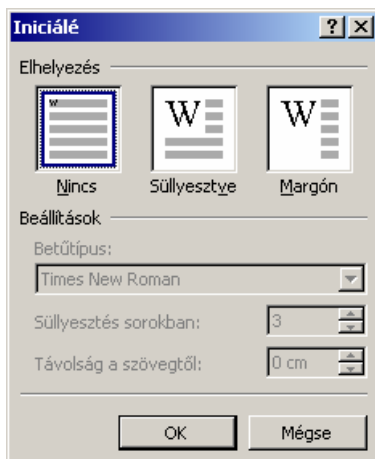 Iniciálé
Elhelyezés
W W W
Nincs Süllyesztve Margón
Beállítások
Betűtípus:
Times New Roman
Süllyesztés sorokban: 3
Távolság a szövegtől: 0 cm
OK Mégse